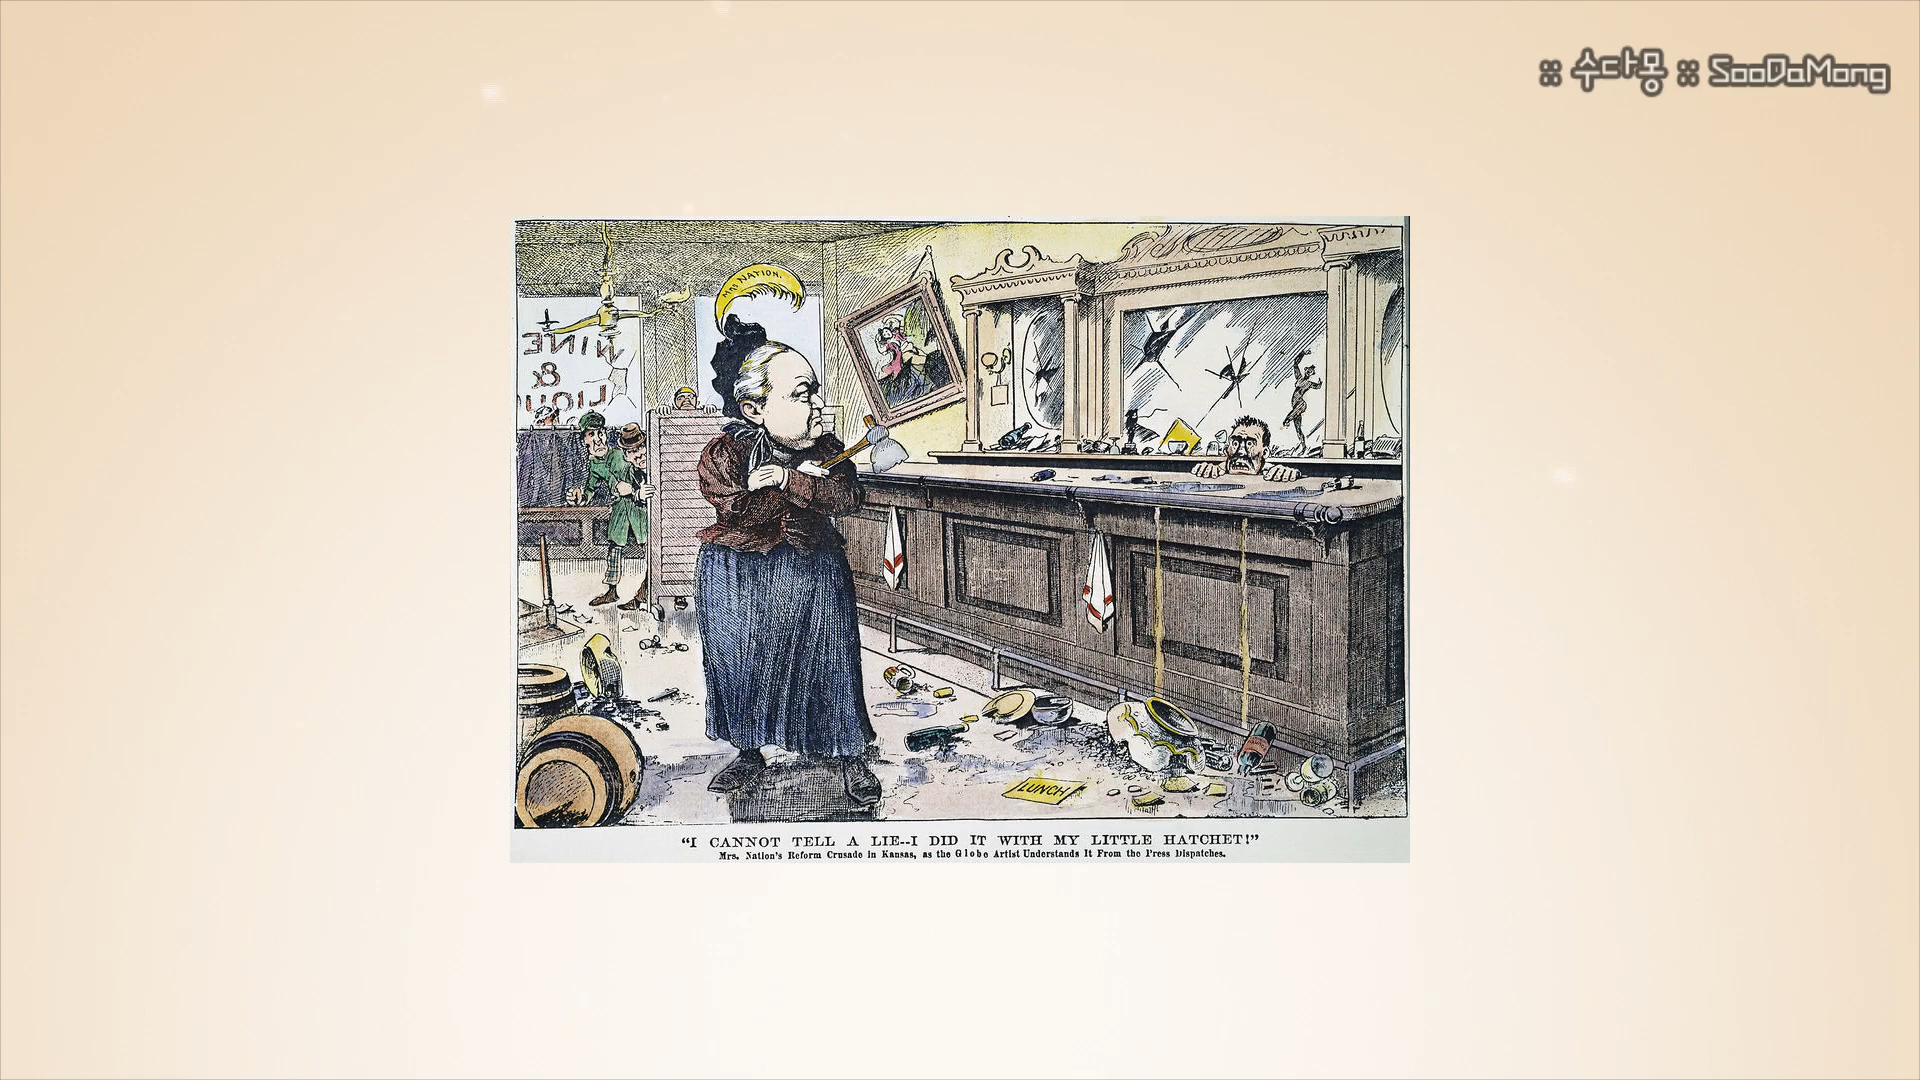 :: 수다몽 :: SooDaMong
MRS NATION.
WINE
&
LIQU
LUNCH
"I CANNOT TELL A LIE--I DID IT WITH MY LITTLE HATCHET!"
Mrs. Nation's Reform Crusade in Kansas, as the Globe Artist Understands It From the Press Dispatches.